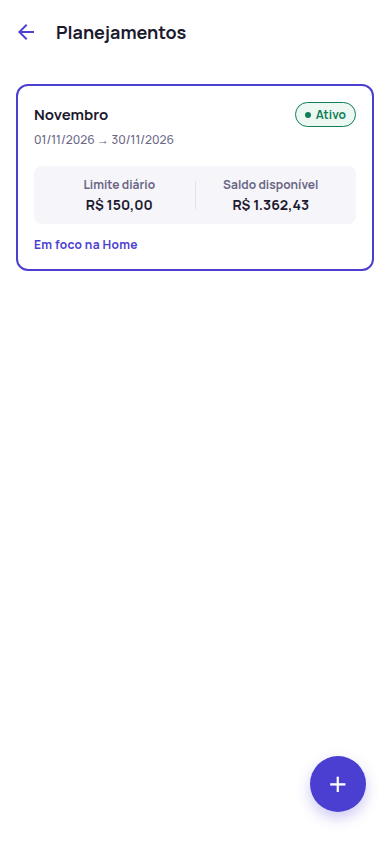 Planejamentos
Novembro
Ativo
01/11/2026 → 30/11/2026
Limite diário
Saldo disponível
R$ 150,00
R$ 1.362,43
Em foco na Home